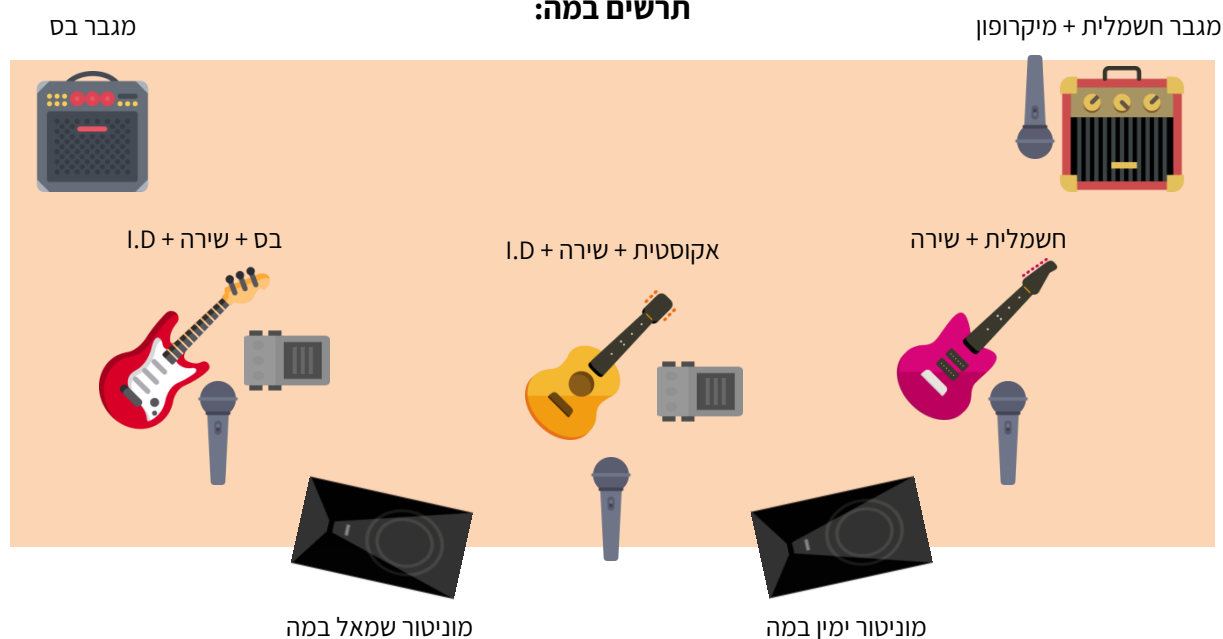 תרשים במה:
מגבר חשמלית + מיקרופון
מגבר בס
חשמלית + שירה
אקוסטית + שירה + D.I
בס + שירה + D.I
מוניטור ימין במה
מוניטור שמאל במה